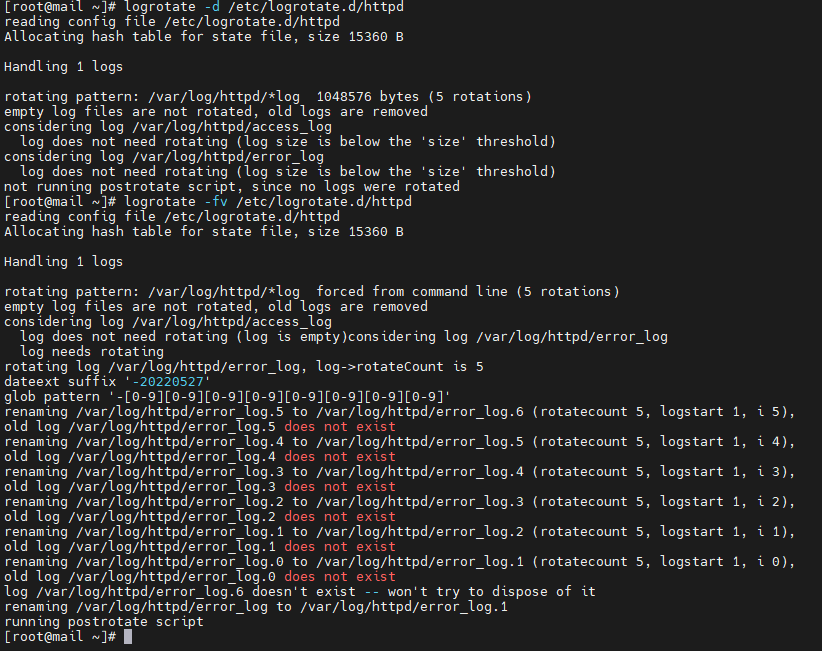 [root@mail ~]# logrotate -d /etc/logrotate.d/httpd
reading config file /etc/logrotate.d/httpd
Allocating hash table for state file, size 15360 B
Handling 1 logs
rotating pattern: /var/log/httpd/*log  1048576 bytes (5 rotations)
empty log files are not rotated, old logs are removed
considering log /var/log/httpd/access_log
  log does not need rotating (log size is below the 'size' threshold)
considering log /var/log/httpd/error_log
  log does not need rotating (log size is below the 'size' threshold)
not running postrotate script, since no logs were rotated
[root@mail ~]# logrotate -fv /etc/logrotate.d/httpd
reading config file /etc/logrotate.d/httpd
Allocating hash table for state file, size 15360 B
Handling 1 logs
rotating pattern: /var/log/httpd/*log  forced from command line (5 rotations)
empty log files are not rotated, old logs are removed
considering log /var/log/httpd/access_log
  log does not need rotating (log is empty)considering log /var/log/httpd/error_log
  log needs rotating
rotating log /var/log/httpd/error_log, log->rotateCount is 5
dateext suffix '-20220527'
glob pattern '-[0-9][0-9][0-9][0-9][0-9][0-9][0-9][0-9]'
renaming /var/log/httpd/error_log.5 to /var/log/httpd/error_log.6 (rotatecount 5, logstart 1, i 5),
old log /var/log/httpd/error_log.5 does not exist
renaming /var/log/httpd/error_log.4 to /var/log/httpd/error_log.5 (rotatecount 5, logstart 1, i 4),
old log /var/log/httpd/error_log.4 does not exist
renaming /var/log/httpd/error_log.3 to /var/log/httpd/error_log.4 (rotatecount 5, logstart 1, i 3),
old log /var/log/httpd/error_log.3 does not exist
renaming /var/log/httpd/error_log.2 to /var/log/httpd/error_log.3 (rotatecount 5, logstart 1, i 2),
old log /var/log/httpd/error_log.2 does not exist
renaming /var/log/httpd/error_log.1 to /var/log/httpd/error_log.2 (rotatecount 5, logstart 1, i 1),
old log /var/log/httpd/error_log.1 does not exist
renaming /var/log/httpd/error_log.0 to /var/log/httpd/error_log.1 (rotatecount 5, logstart 1, i 0),
old log /var/log/httpd/error_log.0 does not exist
log /var/log/httpd/error_log.6 doesn't exist -- won't try to dispose of it
renaming /var/log/httpd/error_log to /var/log/httpd/error_log.1
running postrotate script
[root@mail ~]#